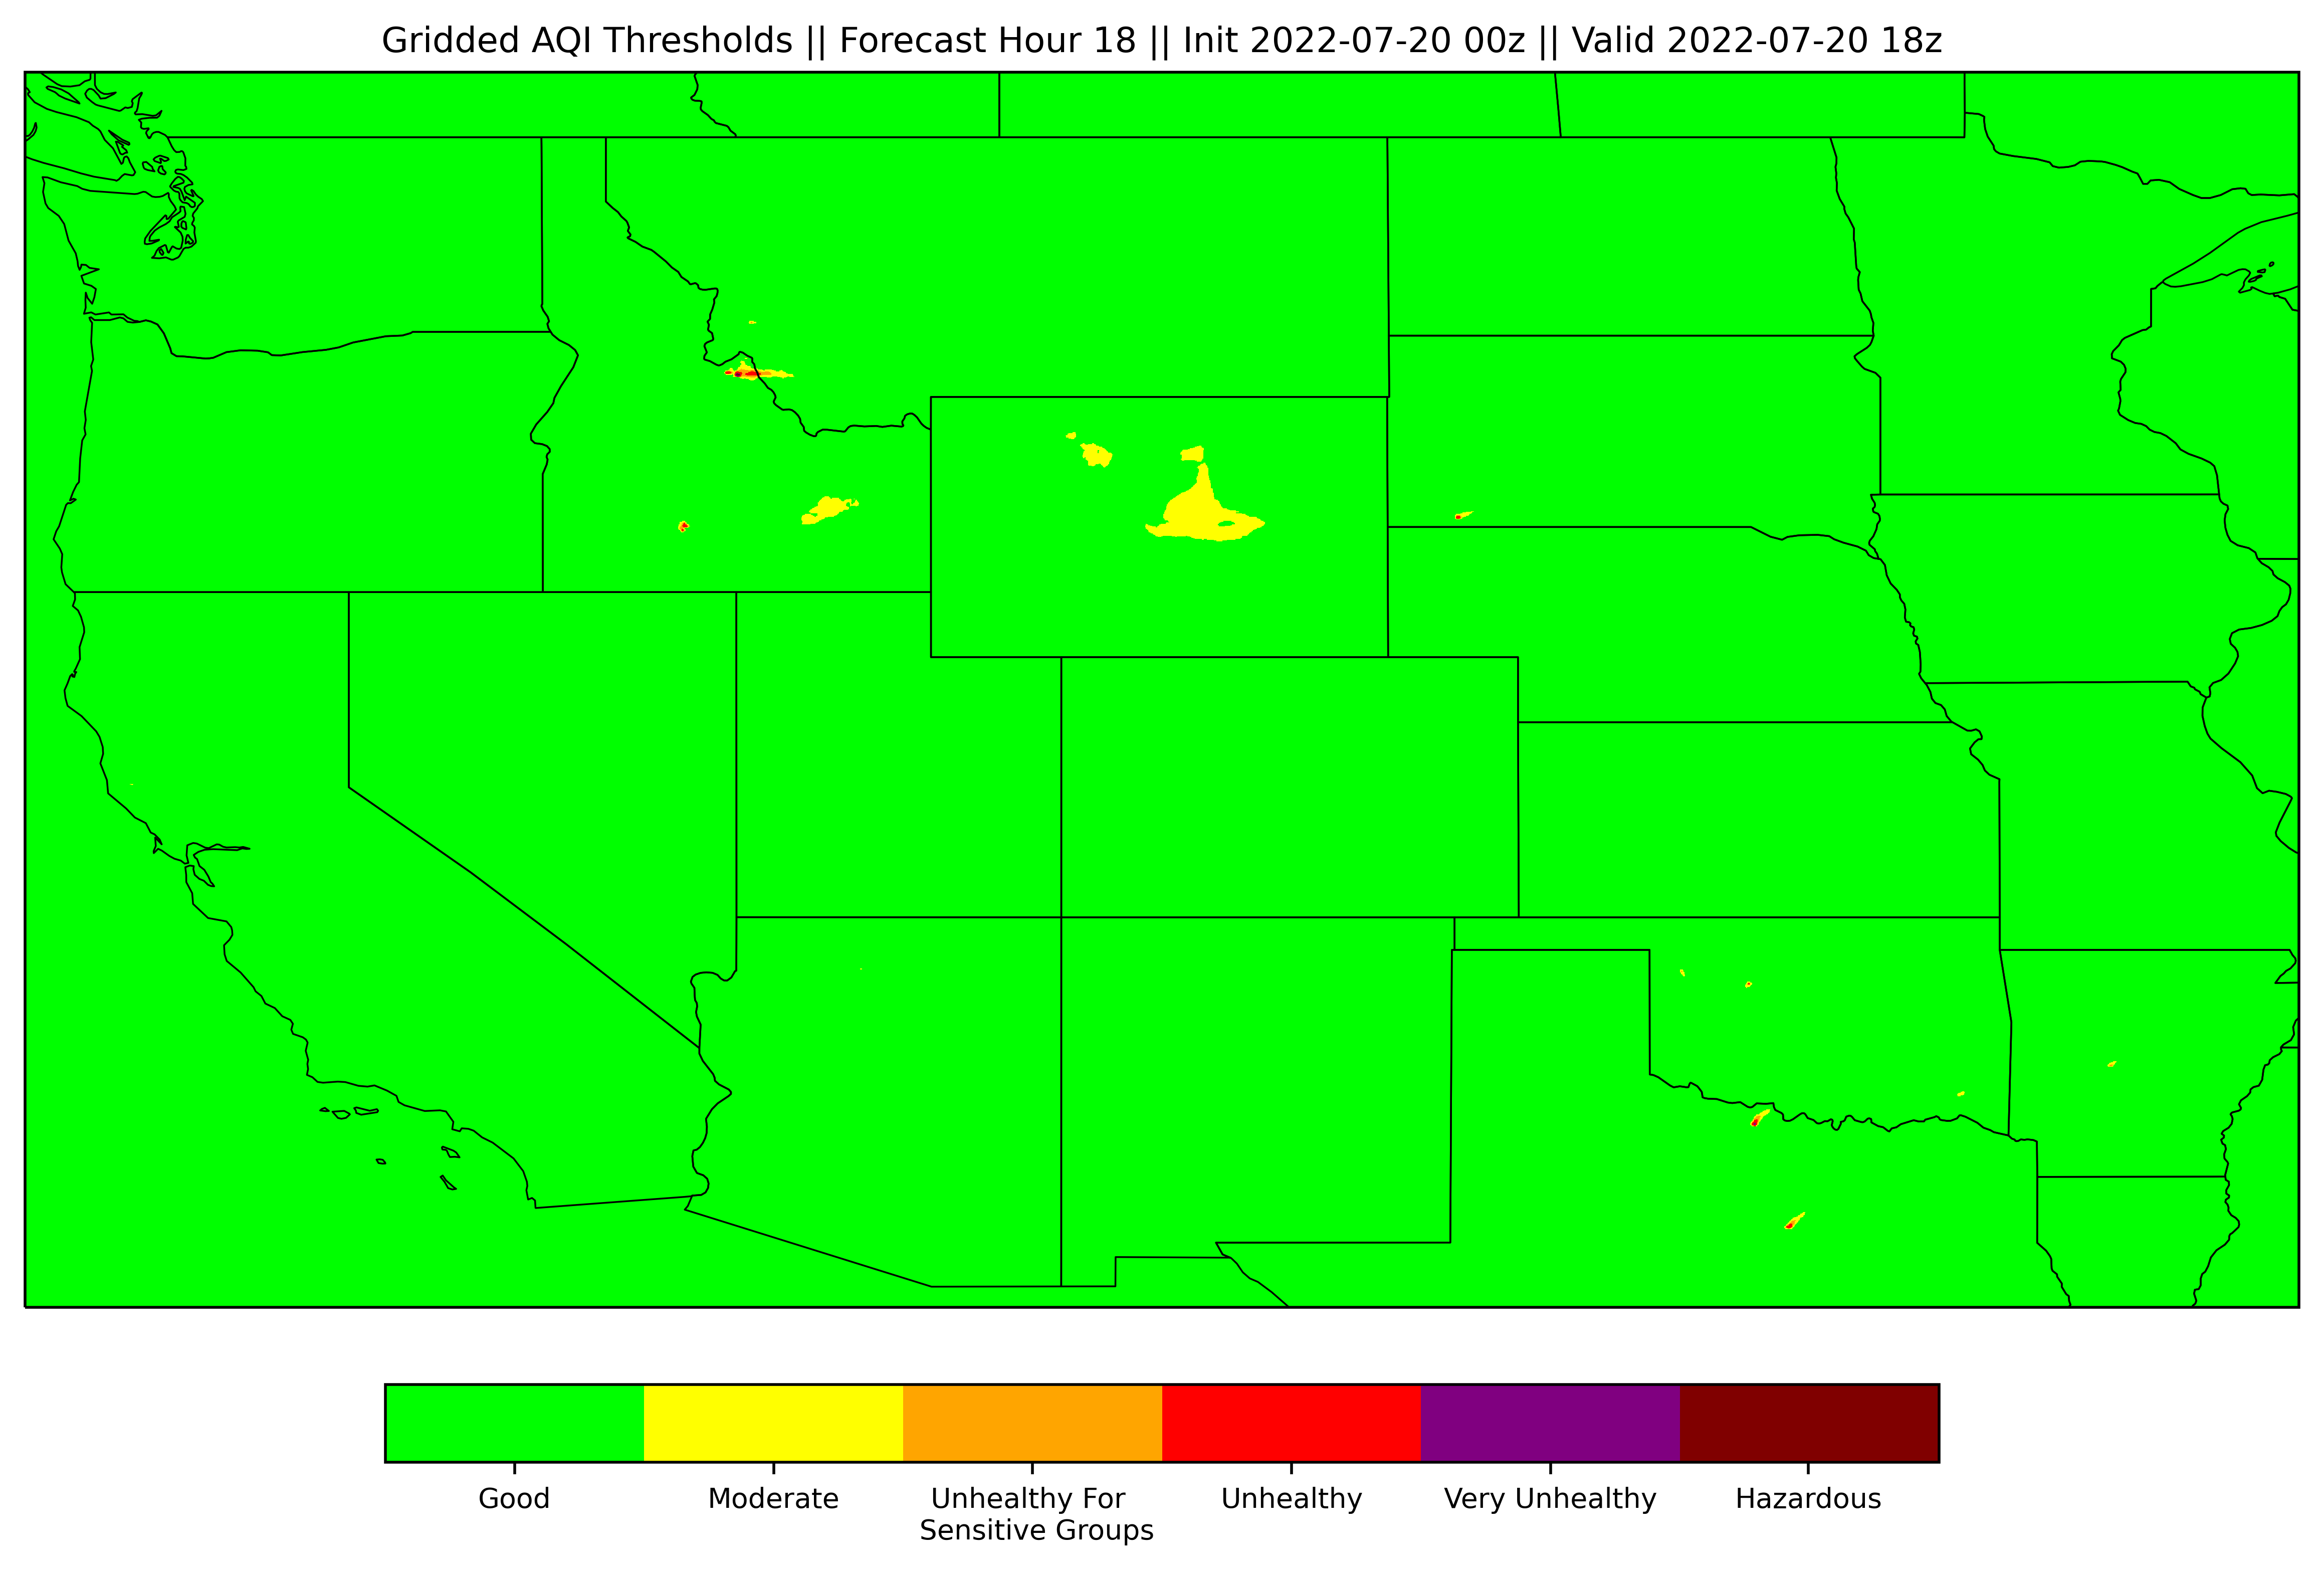 Gridded AQI Thresholds || Forecast Hour 18 || Init 2022-07-20 00z || Valid 2022-07-20 18z
Good
Moderate
Unhealthy For
Sensitive Groups
Unhealthy
Very Unhealthy
Hazardous